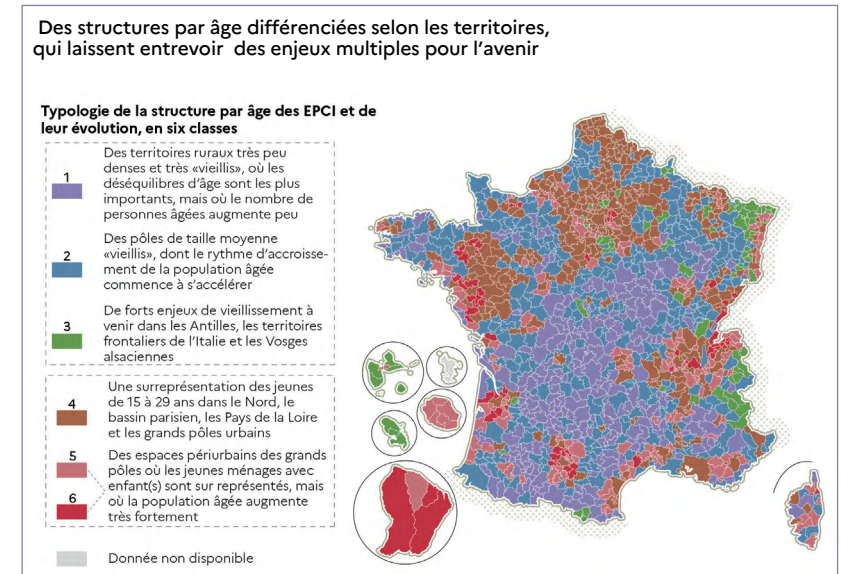 Des structures par âge différenciées selon les territoires,
qui laissent entrevoir des enjeux multiples pour l'avenir
Typologie de la structure par âge des EPCI et de
leur évolution, en six classes
1
Des territoires ruraux très peu
denses et très «vieillis», où les
déséquilibres d'âge sont les plus
importants, mais où le nombre de
personnes âgées augmente peu
2
Des pôles de taille moyenne
«vieillis», dont le rythme d'accroisse-
ment de la population âgée
commence à s'accélérer
3
De forts enjeux de vieillissement à
venir dans les Antilles, les territoires
frontaliers de l'Italie et les Vosges
alsaciennes
4
Une surreprésentation des jeunes
de 15 à 29 ans dans le Nord, le
bassin parisien, les Pays de la Loire
et les grands pôles urbains
5
6
Des espaces périurbains des grands
pôles où les jeunes ménages avec
enfant(s) sont sur représentés, mais
où la population âgée augmente
très fortement
Donnée non disponible